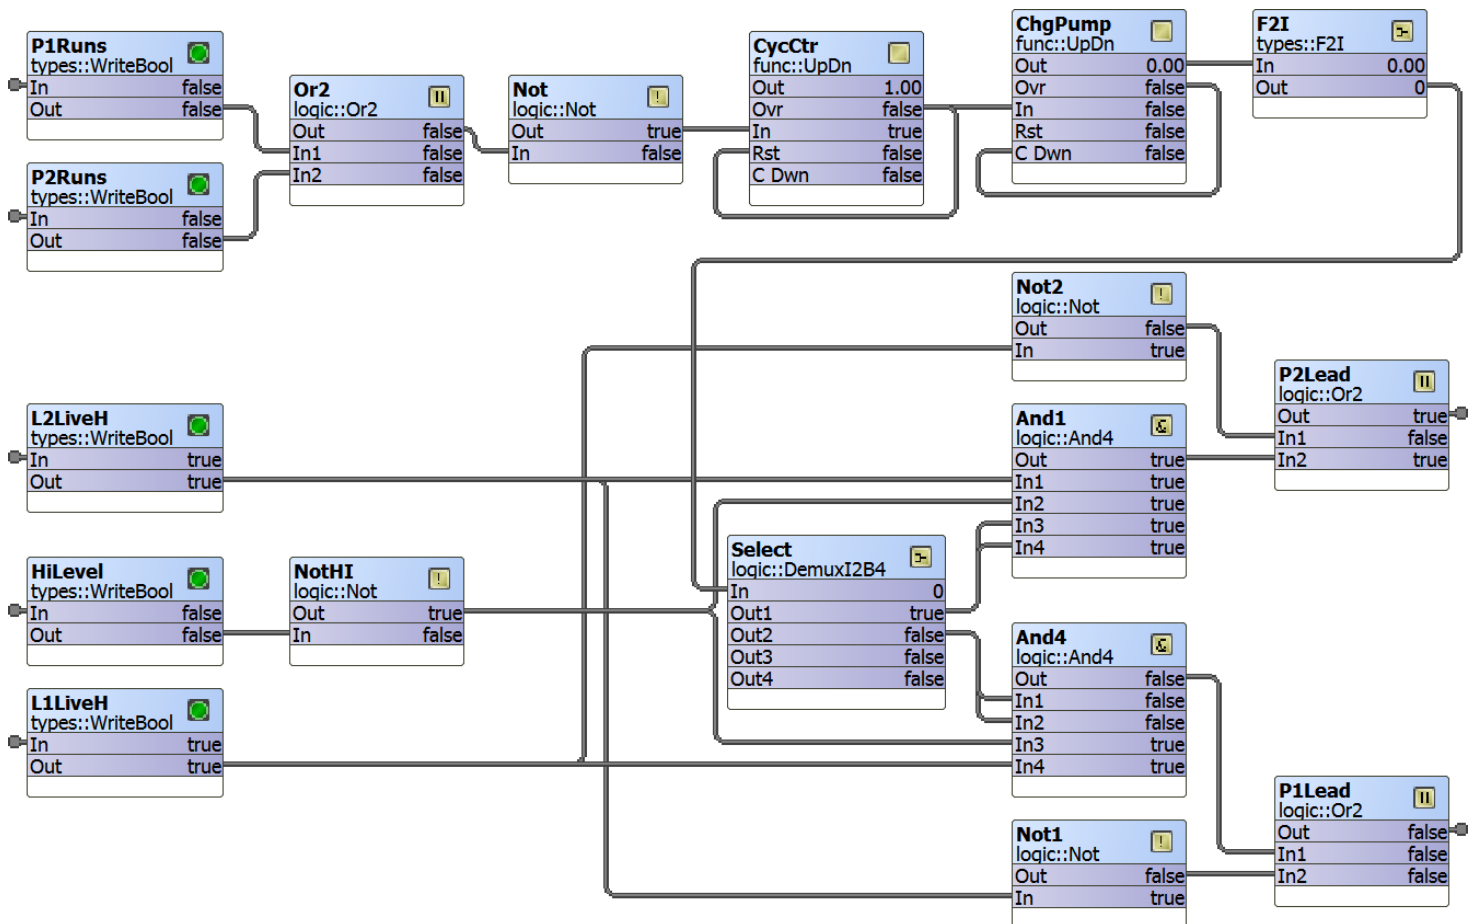 P1Runs
types::WriteBool
In false
Out false
P2Runs
types::WriteBool
In false
Out false
Or2
logic::Or2
Out false
In1 false
In2 false
Not
logic::Not
Out true
In false
CycCtr
func::UpDn
Out 1.00
Ovr false
In true
Rst false
C Dwn false
ChgPump
func::UpDn
Out 0.00
Ovr false
In false
Rst false
C Dwn false
F2I
types::F2I
In 0.00
Out 0
Not2
logic::Not
Out false
In true
P2Lead
logic::Or2
Out true
In1 false
In2 true
L2LiveH
types::WriteBool
In true
Out true
And1
logic::And4
Out true
In1 true
In2 true
In3 true
In4 true
HiLevel
types::WriteBool
In false
Out false
NotHI
logic::Not
Out true
In false
Select
logic::DemuxI2B4
In 0
Out1 true
Out2 false
Out3 false
Out4 false
And4
logic::And4
Out false
In1 false
In2 false
In3 true
In4 true
L1LiveH
types::WriteBool
In true
Out true
P1Lead
logic::Or2
Out false
In1 false
In2 false
Not1
logic::Not
Out false
In true